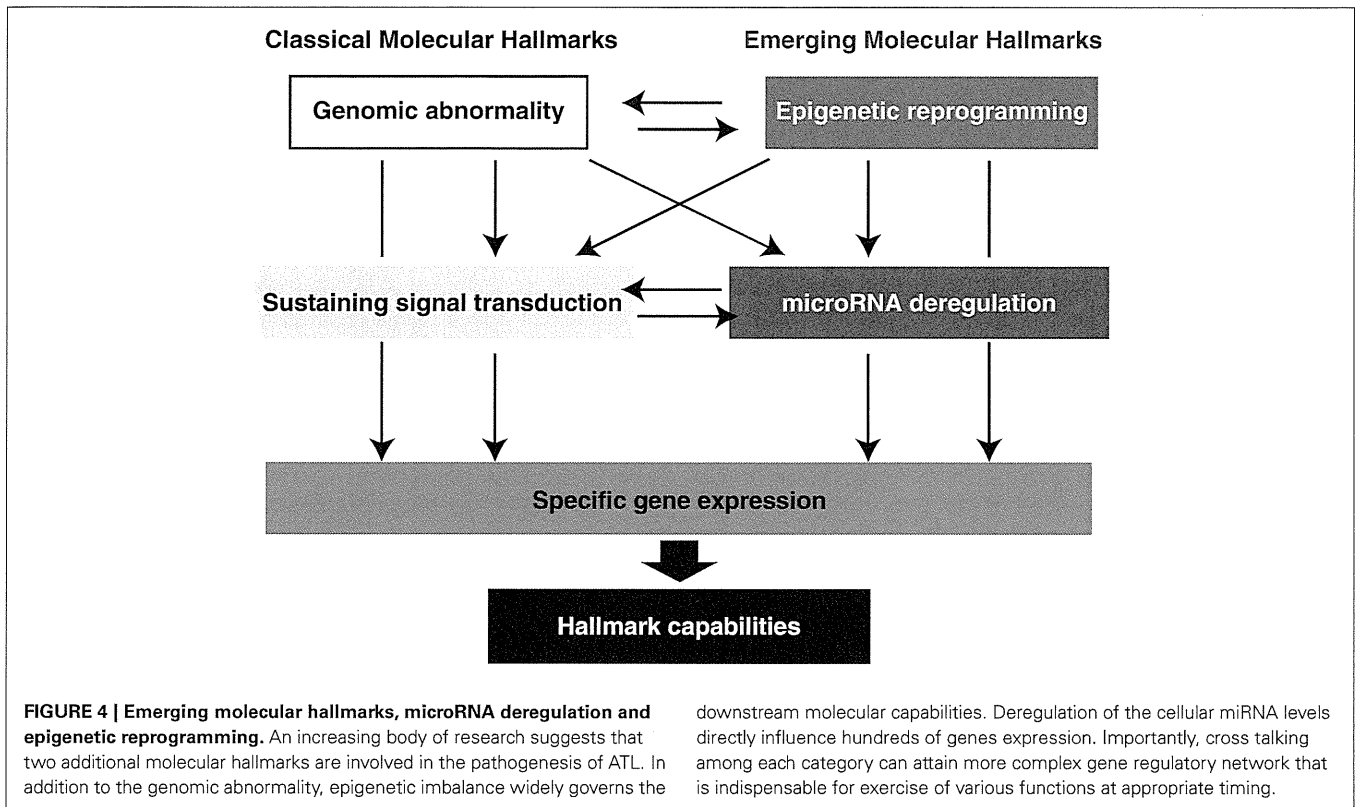 Classical Molecular Hallmarks
Emerging Molecular Hallmarks
Genomic abnormality
Epigenetic reprogramming
Sustaining signal transduction
microRNA deregulation
Specific gene expression
Hallmark capabilities
FIGURE 4 | Emerging molecular hallmarks, microRNA deregulation and
epigenetic reprogramming. An increasing body of research suggests that
two additional molecular hallmarks are involved in the pathogenesis of ATL. In
addition to the genomic abnormality, epigenetic imbalance widely governs the
downstream molecular capabilities. Deregulation of the cellular miRNA levels
directly influence hundreds of genes expression. Importantly, cross talking
among each category can attain more complex gene regulatory network that
is indispensable for exercise of various functions at appropriate timing.